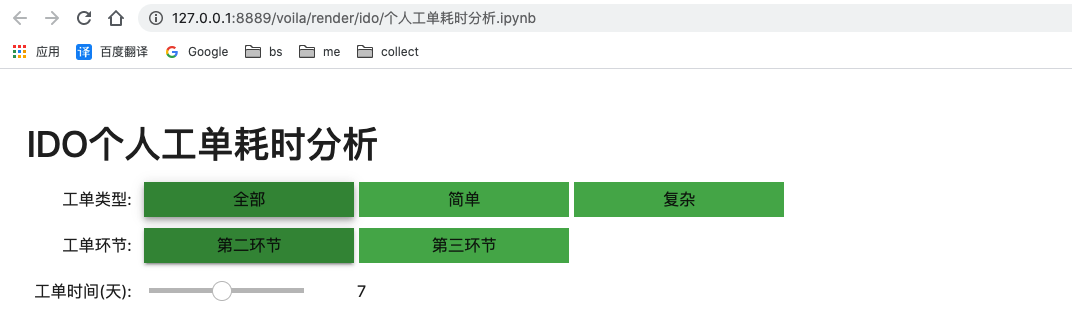 127.0.0.1:8889/voila/render/ido/个人工单耗时分析.ipynb
应用 译 百度翻译 Google bs me collect
IDO个人工单耗时分析
工单类型: 全部 简单 复杂
工单环节: 第二环节 第三环节
工单时间(天): 7